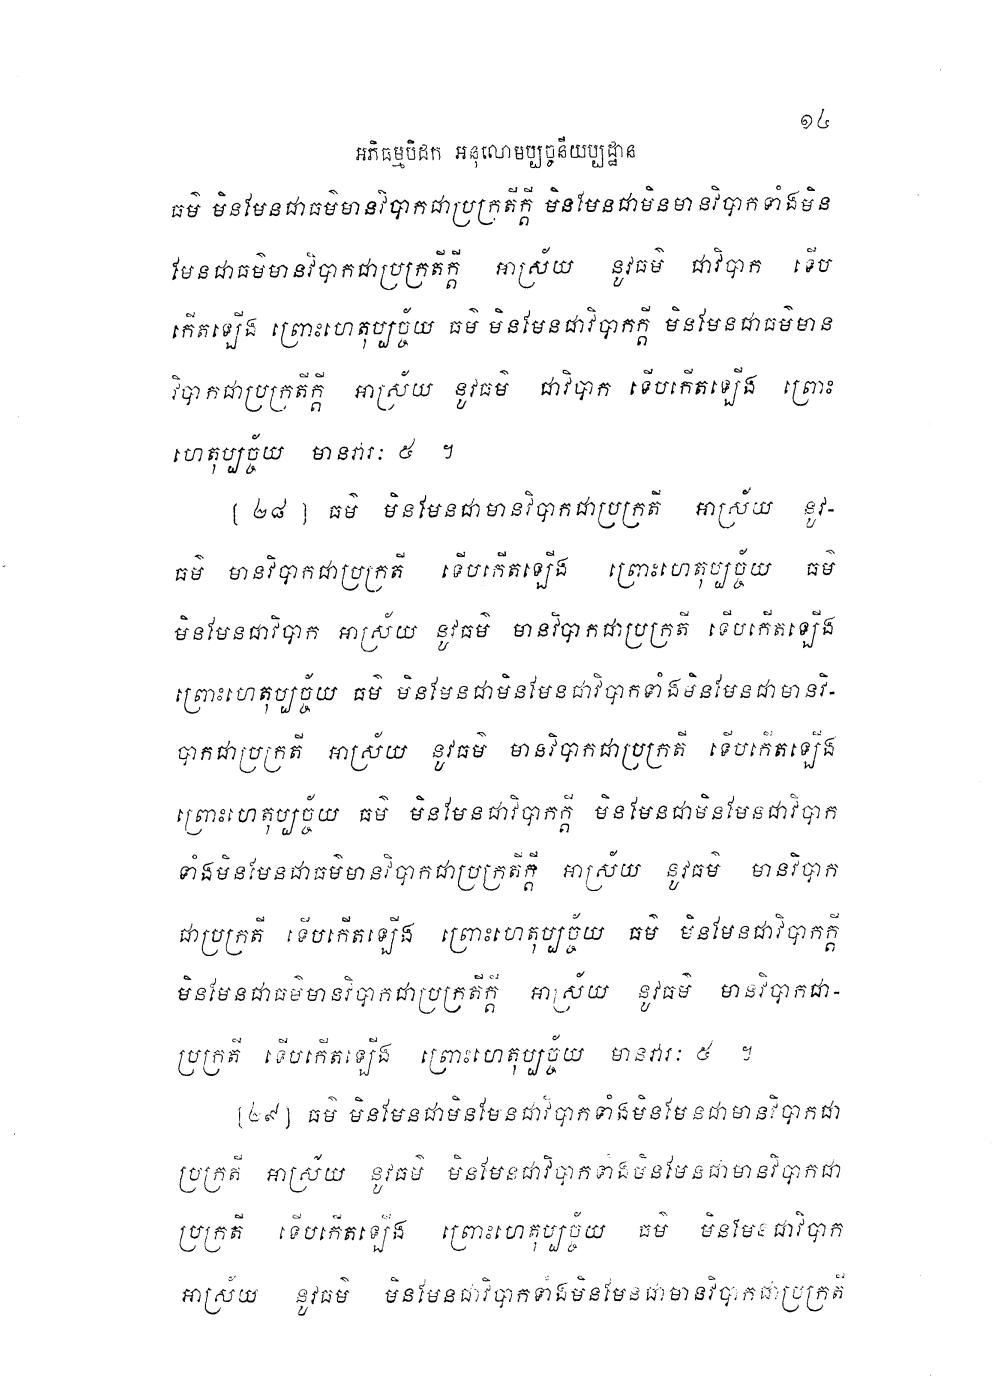 ១៤
អភិធម្មបិដក អនុលោមប្បច្ចនីយប្បដ្ឋាន
ធម៌ មិនមែនជាធម៌មានវិបាកជាប្រក្រតីក្តី មិនមែនជាមិនមានវិបាកទាំងមិន
មែនជាធម៌មានវិបាកជាប្រក្រតីក្តី អាស្រ័យ នូវធម៌ ជាវិបាក ទើប
កើតឡើង ព្រោះហេតុប្បច្ច័យ ធម៌ មិនមែនជាវិបាកក្តី មិនមែនជាធម៌មាន
វិបាកជាប្រក្រតីក្តី អាស្រ័យ នូវធម៌ ជាវិបាក ទើបកើតឡើង ព្រោះ
ហេតុប្បច្ច័យ មានវារៈ ៥ ។
[ ២៨ ] ធម៌ មិនមែនជាមានវិបាកជាប្រក្រតី អាស្រ័យ នូវ-
ធម៌ មានវិបាកជាប្រក្រតី ទើបកើតឡើង ព្រោះហេតុប្បច្ច័យ ធម៌
មិនមែនជាវិបាក អាស្រ័យ នូវធម៌ មានវិបាកជាប្រក្រតី ទើបកើតឡើង
ព្រោះហេតុប្បច្ច័យ ធម៌ មិនមែនជាមិនមែនជាវិបាកទាំងមិនមែនជាមានវិ-
បាកជាប្រក្រតី អាស្រ័យ នូវធម៌ មានវិបាកជាប្រក្រតី ទើបកើតឡើង
ព្រោះហេតុប្បច្ច័យ ធម៌ មិនមែនជាវិបាកក្តី មិនមែនជាមិនមែនជាវិបាក
ទាំងមិនមែនជាធម៌មានវិបាកជាប្រក្រតីក្តី អាស្រ័យ នូវធម៌ មានវិបាក
ជាប្រក្រតី ទើបកើតឡើង ព្រោះហេតុប្បច្ច័យ ធម៌ មិនមែនជាវិបាកក្តី
មិនមែនជាធម៌មានវិបាកជាប្រក្រតីក្តី អាស្រ័យ នូវធម៌ មានវិបាកជា-
ប្រក្រតី ទើបកើតឡើង ព្រោះហេតុប្បច្ច័យ មានវារៈ ៥ ។
[២៩] ធម៌ មិនមែនជាមិនមែនជាវិបាកទាំងមិនមែនជាមានវិបាកជា
ប្រក្រតី អាស្រ័យ នូវធម៌ មិនមែនជាវិបាកទាំងមិនមែនជាមានវិបាកជា
ប្រក្រតី ទើបកើតឡើង ព្រោះហេតុប្បច្ច័យ ធម៌ មិនមែនជាវិបាក
អាស្រ័យ នូវធម៌ មិនមែនជាវិបាកទាំងមិនមែនជាមានវិបាកជាប្រក្រតី